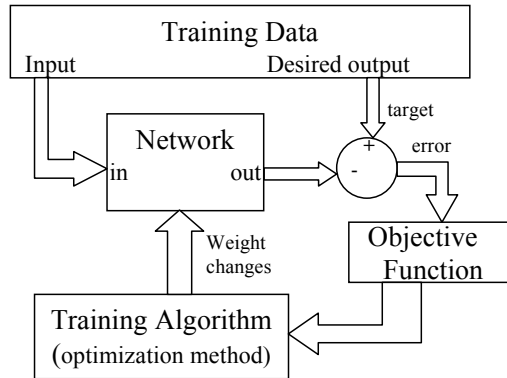 Training Data
Input
Desired output
target
Network
in
out
+
-
error
Weight
changes
Objective
Function
Training Algorithm
(optimization method)